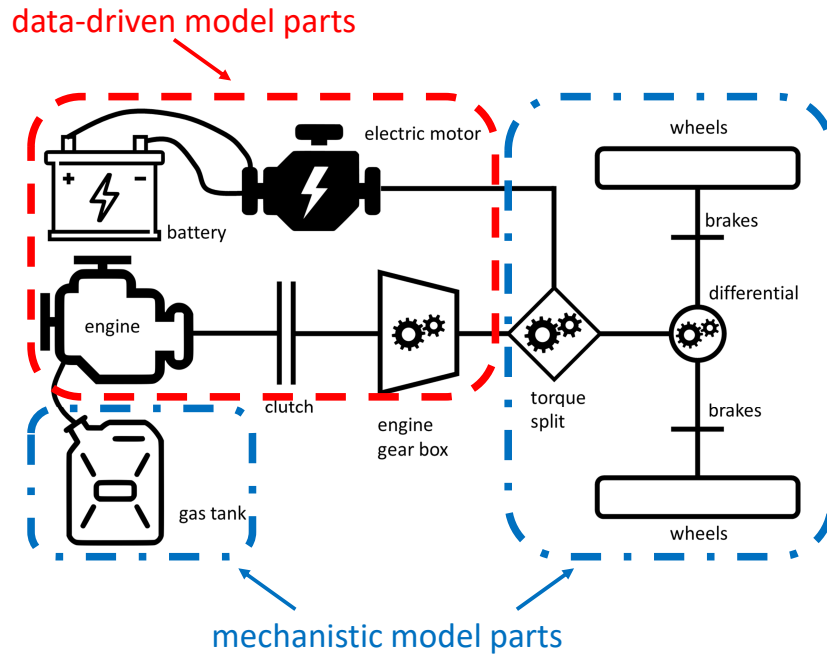 data-driven model parts
electric motor
wheels
+ -
battery
brakes
engine
differential
clutch
engine
gear box
torque
split
brakes
gas tank
wheels
mechanistic model parts